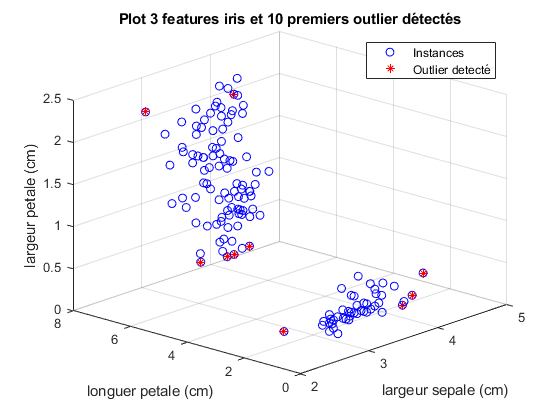 Plot 3 features iris et 10 premiers outlier détectés
Instances
Outlier detecté
2.5
2
1.5
1
0.5
0
largeur petale (cm)
8
6
4
2
0
longuer petale (cm)
2
3
4
5
largeur sepale (cm)